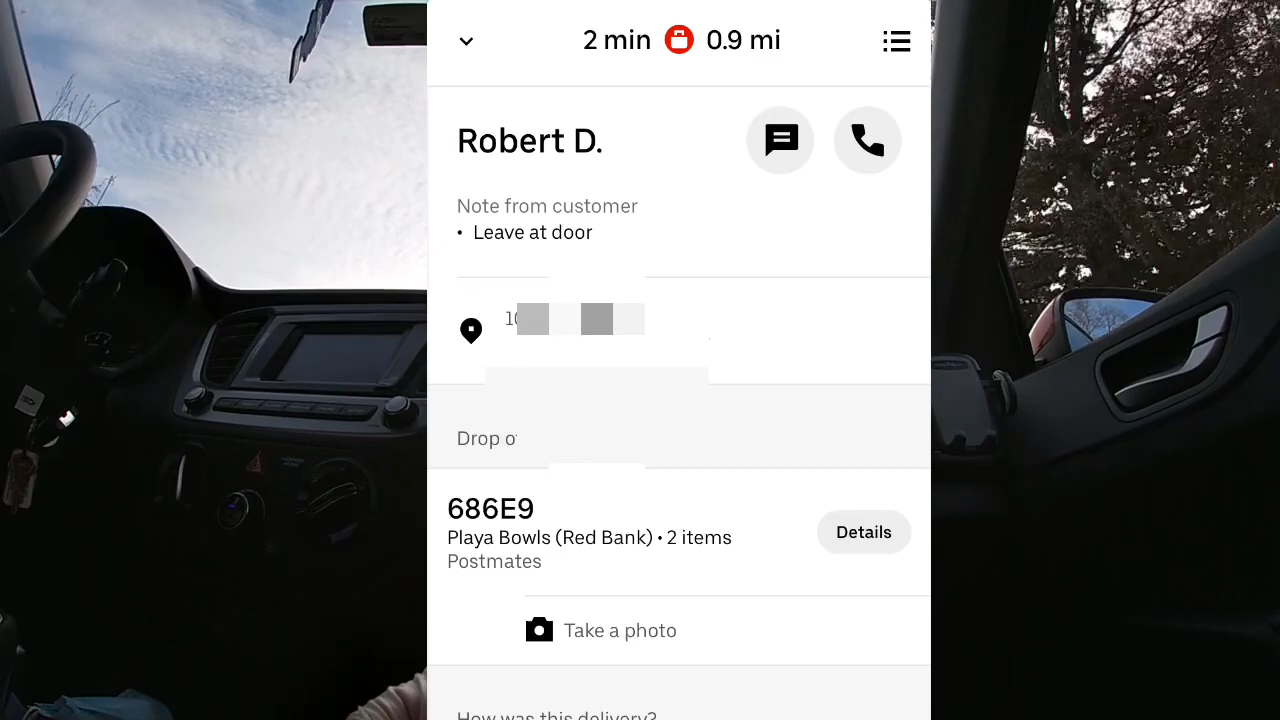 2 min 0.9 mi
Robert D.
Note from customer
• Leave at door
Drop
686E9
Playa Bowls (Red Bank) • 2 items
Details
Postmates
Take a photo
How was this delivery?